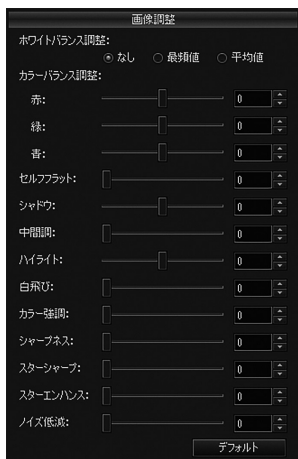 画像調整
ホワイトバランス調整:
なし 最頻値 平均値
カラーバランス調整:
赤: 0
緑: 0
青: 0
セルフフラット: 0
シャドウ: 0
中間調: 0
ハイライト: 0
白飛び: 0
カラー強調: 0
シャープネス: 0
スターシャープ: 0
スターエンハンス: 0
ノイズ低減: 0
デフォルト